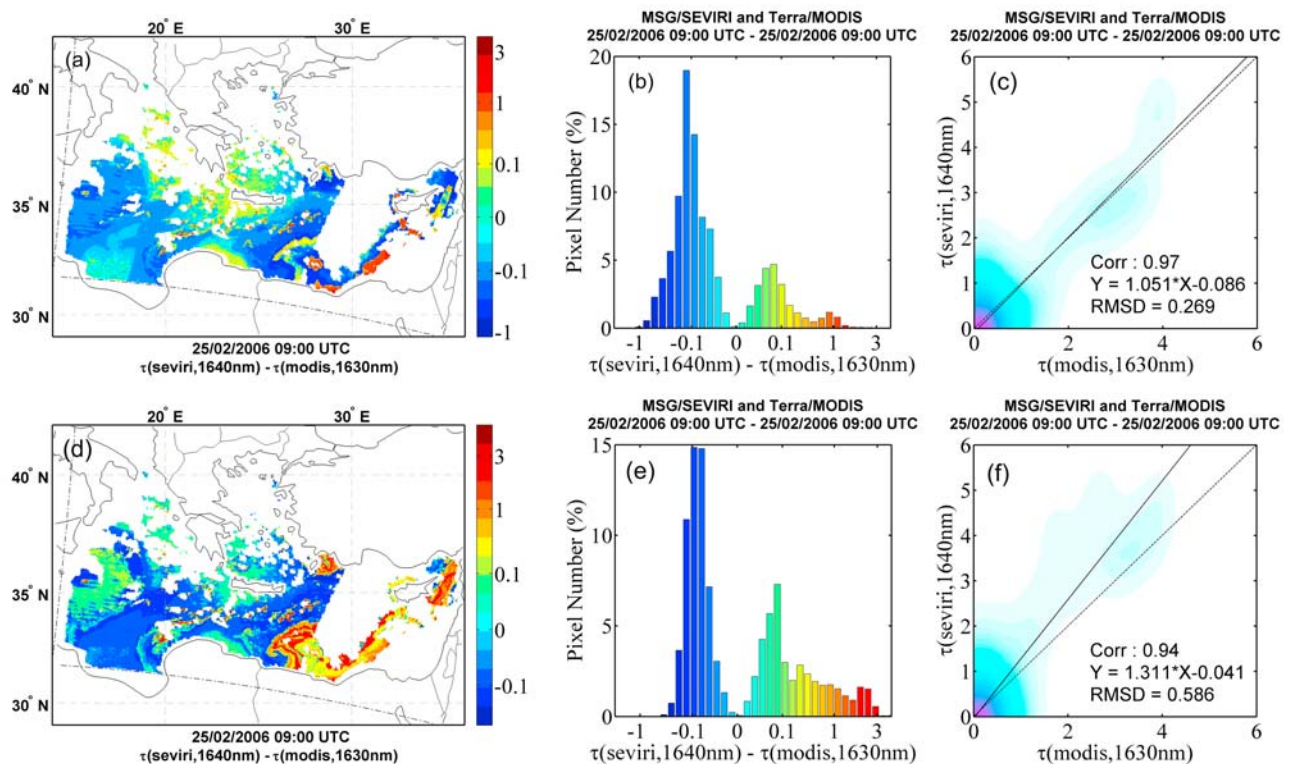 20° E 30° E
(a)
40° N
35° N
30° N
3
1
0.1
0
-0.1
-1
25/02/2006 09:00 UTC
τ(seviri,1640nm) - τ(modis,1630nm)
MSG/SEVIRI and Terra/MODIS
25/02/2006 09:00 UTC - 25/02/2006 09:00 UTC
(b)
Pixel Number (%)
20
15
10
5
0
-1 -0.1 0 0.1 1 3
τ(seviri,1640nm) - τ(modis,1630nm)
MSG/SEVIRI and Terra/MODIS
25/02/2006 09:00 UTC - 25/02/2006 09:00 UTC
(c)
τ(seviri,1640nm)
6
5
4
3
2
1
0
Corr : 0.97
Y = 1.051*X-0.086
RMSD = 0.269
0 2 4 6
τ(modis,1630nm)
20° E 30° E
(d)
40° N
35° N
30° N
3
1
0.1
0
-0.1
25/02/2006 09:00 UTC
τ(seviri,1640nm) - τ(modis,1630nm)
MSG/SEVIRI and Terra/MODIS
25/02/2006 09:00 UTC - 25/02/2006 09:00 UTC
(e)
Pixel Number (%)
15
10
5
0
-1 -0.1 0 0.1 1 3
τ(seviri,1640nm) - τ(modis,1630nm)
MSG/SEVIRI and Terra/MODIS
25/02/2006 09:00 UTC - 25/02/2006 09:00 UTC
(f)
τ(seviri,1640nm)
6
5
4
3
2
1
0
Corr : 0.94
Y = 1.311*X-0.041
RMSD = 0.586
0 2 4 6
τ(modis,1630nm)